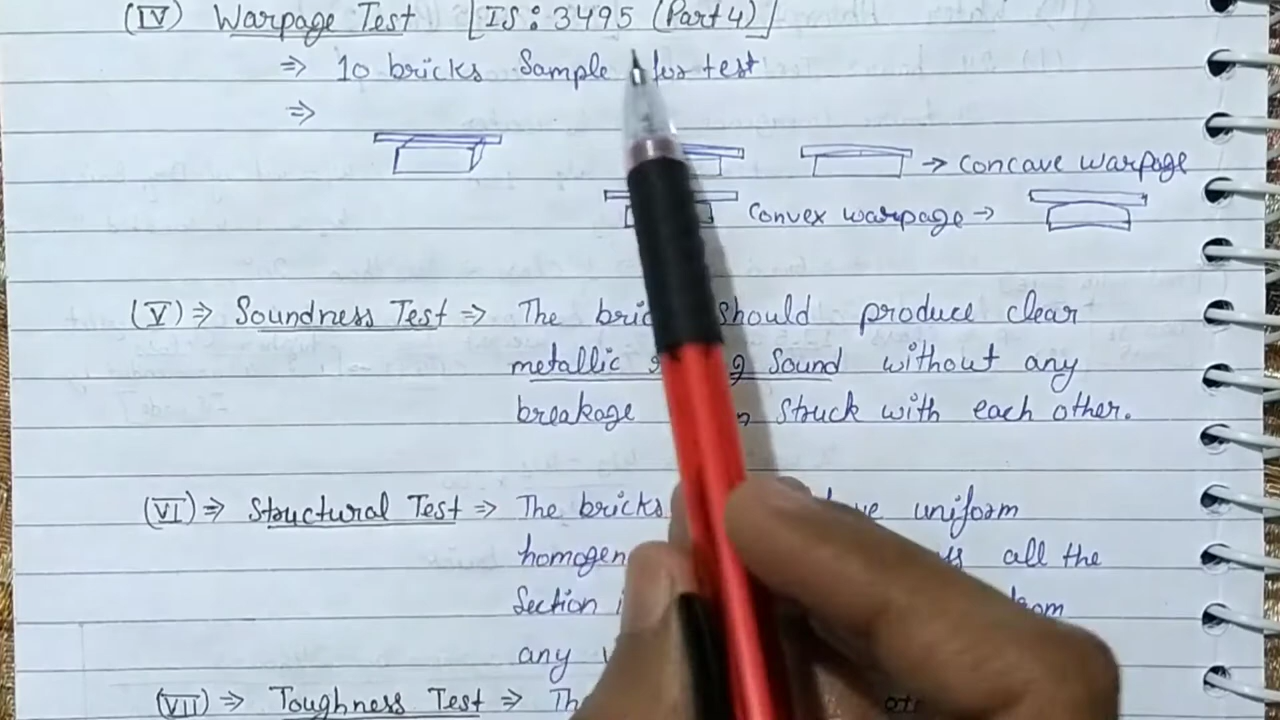 (IV) Warpage Test [IS: 3495 (Part 4)]
⇒ 10 bricks Sample for test
⇒
→ Concave warpage
Convex warpage →
(V) ⇒ Soundness Test ⇒ The should produce clear
metallic sound without any
breakage struck with each other.
(VI) ⇒ Structural Test ⇒ The bricks uniform
all the
Section
any
(VII) ⇒ Toughness Test ⇒